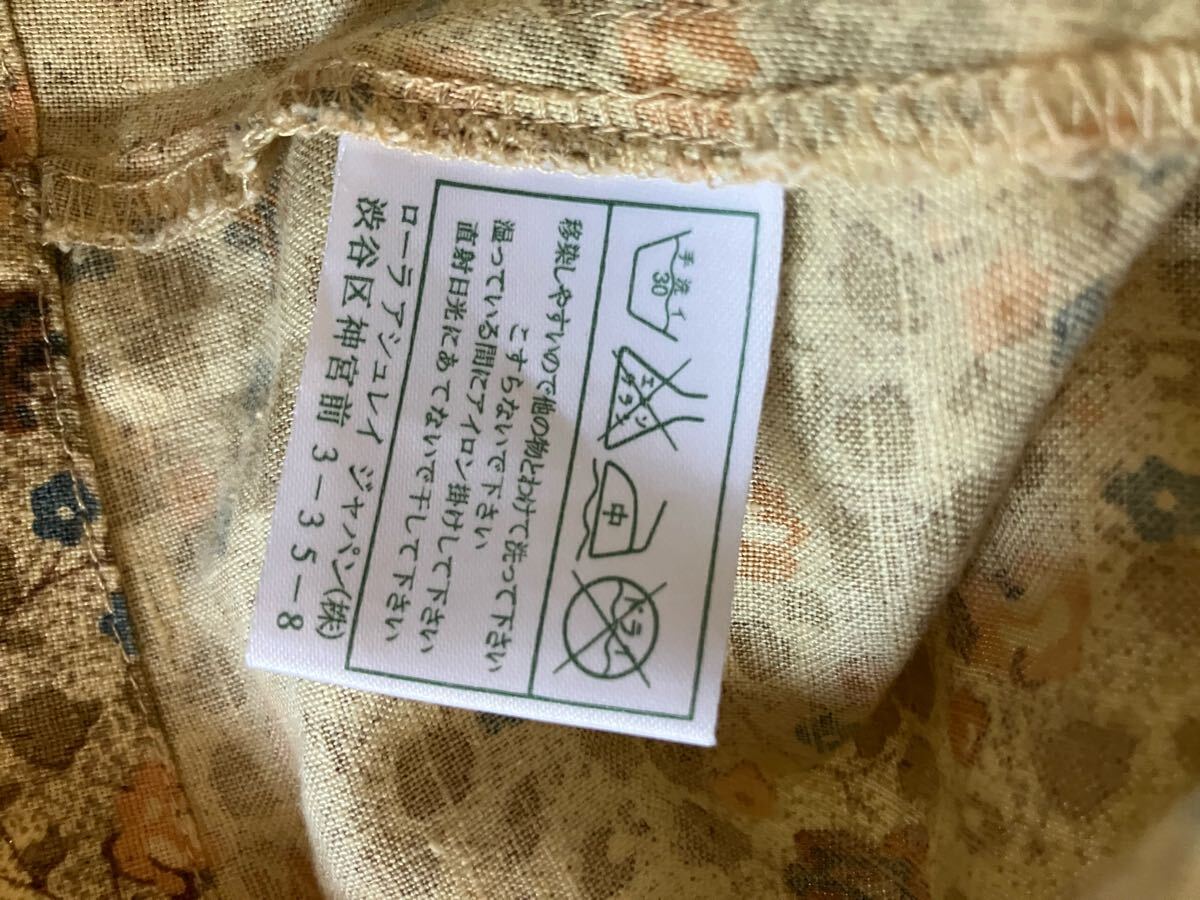 手洗イ
30
エンソ
サラシ
中
ドライ
移染しやすいので他の物とわけて洗って下さい
こすらないで下さい
湿っている間にアイロン掛けして下さい
直射日光にあてないで干して下さい
ローラ アシュレイ ジャパン(株)
渋谷区神宮前3-35-8